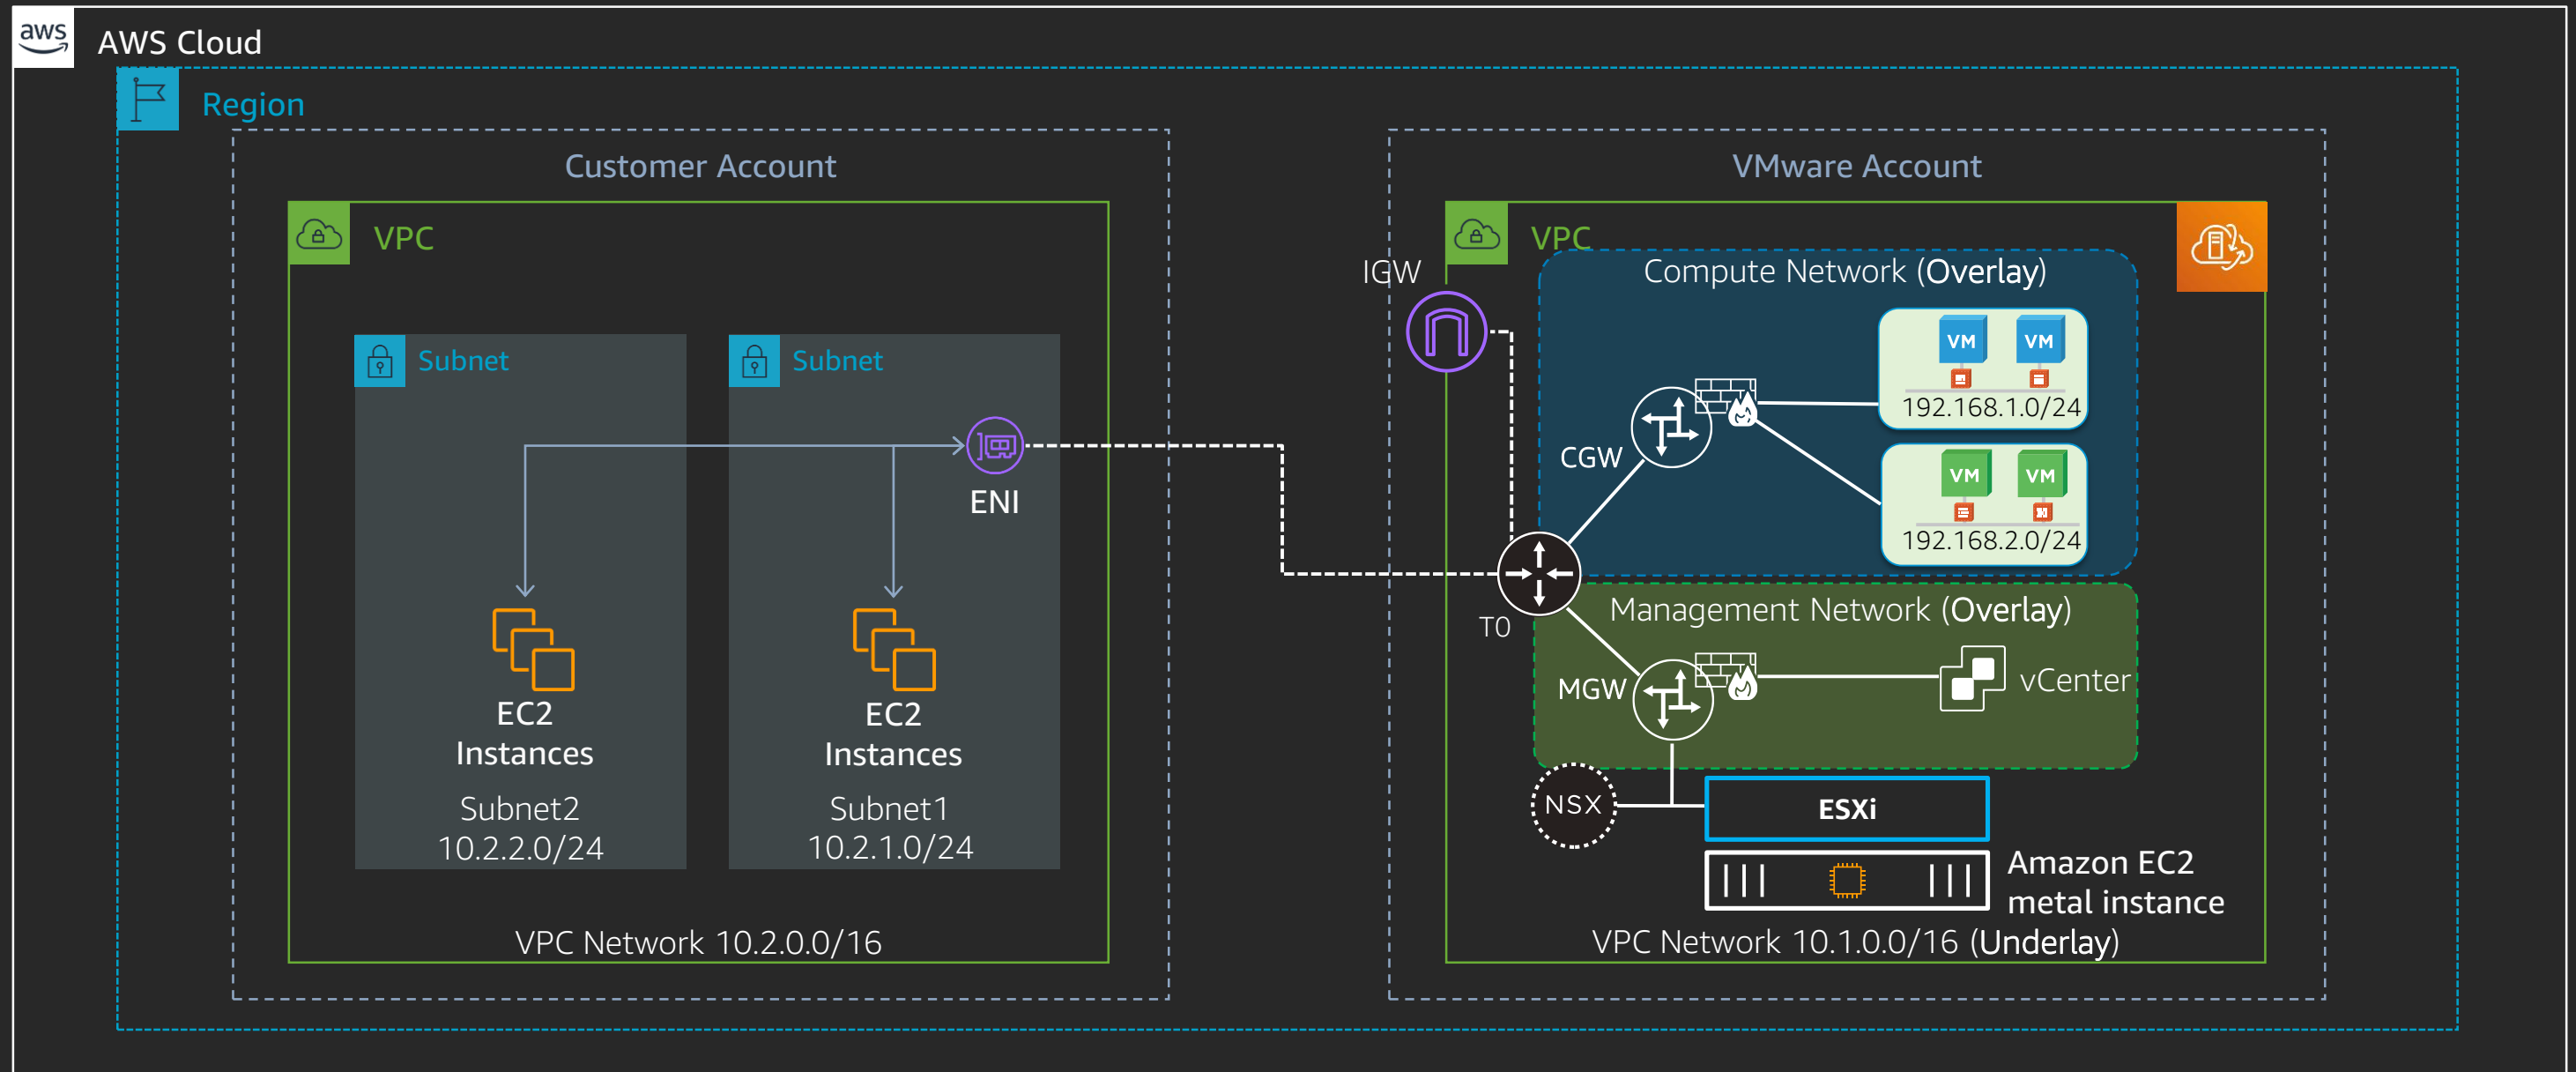 aws
AWS Cloud
Region
Customer Account
VPC
Subnet
Subnet
ENI
EC2
Instances
Subnet2
10.2.2.0/24
EC2
Instances
Subnet1
10.2.1.0/24
VPC Network 10.2.0.0/16
VMware Account
VPC
IGW
Compute Network (Overlay)
VM
VM
192.168.1.0/24
CGW
VM
VM
192.168.2.0/24
T0
Management Network (Overlay)
MGW
vCenter
NSX
ESXi
Amazon EC2
metal instance
VPC Network 10.1.0.0/16 (Underlay)